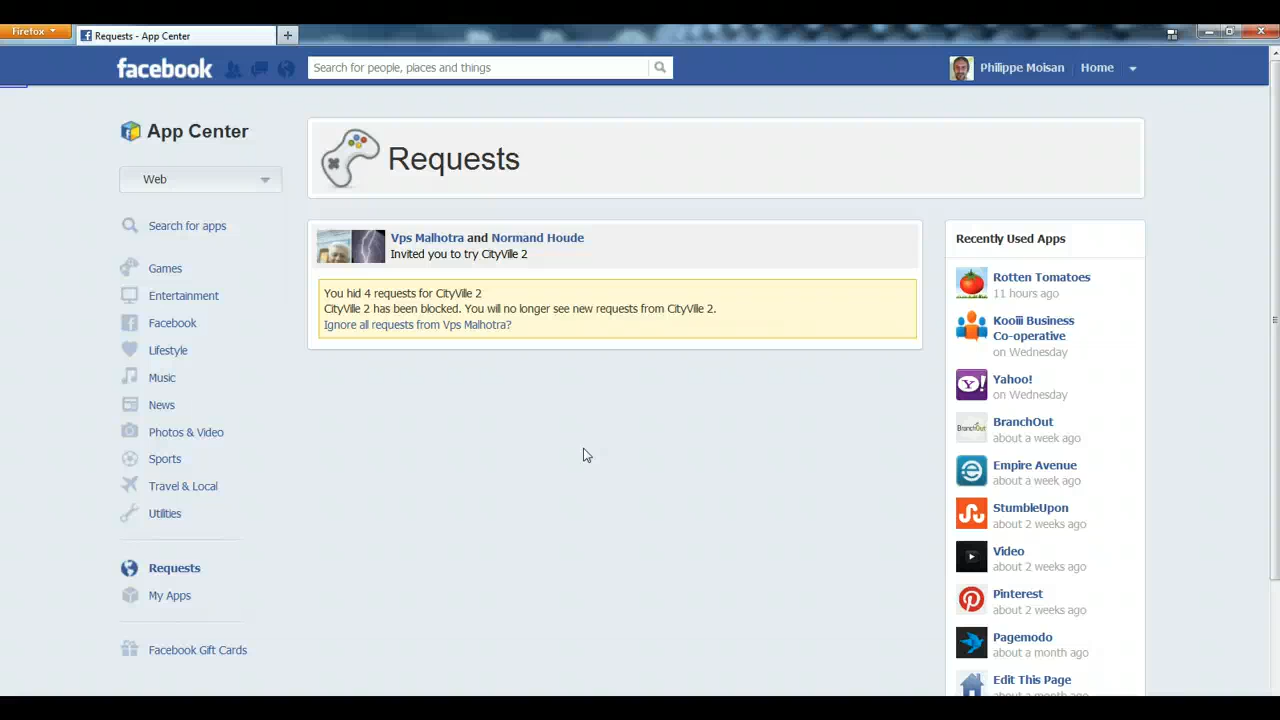 Firefox
Requests - App Center
facebook
Search for people, places and things
Philippe Moisan
Home
App Center
Web
Search for apps
Games
Entertainment
Facebook
Lifestyle
Music
News
Photos & Video
Sports
Travel & Local
Utilities
Requests
My Apps
Facebook Gift Cards
Requests
Vps Malhotra and Normand Houde
Invited you to try CityVille 2
You hid 4 requests for CityVille 2
CityVille 2 has been blocked. You will no longer see new requests from CityVille 2.
Ignore all requests from Vps Malhotra?
Recently Used Apps
Rotten Tomatoes
11 hours ago
Kooiii Business
Co-operative
on Wednesday
Yahoo!
on Wednesday
BranchOut
BranchOut
about a week ago
Empire Avenue
about a week ago
StumbleUpon
about 2 weeks ago
Video
about 2 weeks ago
Pinterest
about 2 weeks ago
Pagemodo
about a month ago
Edit This Page
about a month ago